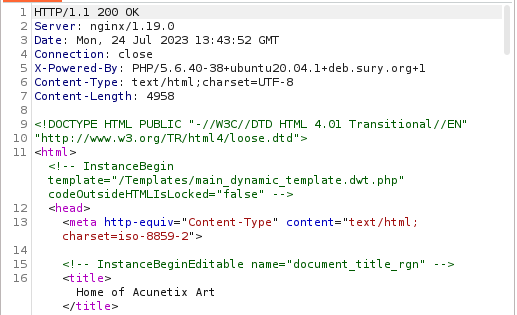 1 HTTP/1.1 200 OK
2 Server: nginx/1.19.0
3 Date: Mon, 24 Jul 2023 13:43:52 GMT
4 Connection: close
5 X-Powered-By: PHP/5.6.40-38+ubuntu20.04.1+deb.sury.org+1
6 Content-Type: text/html;charset=UTF-8
7 Content-Length: 4958
8
9 <!DOCTYPE HTML PUBLIC "-//W3C//DTD HTML 4.01 Transitional//EN"
10 "http://www.w3.org/TR/html4/loose.dtd">
11 <html>
<!-- InstanceBegin
template="/Templates/main_dynamic_template.dwt.php"
codeOutsideHTMLIsLocked="false" -->
12 <head>
13 <meta http-equiv="Content-Type" content="text/html;
charset=iso-8859-2">
14
15 <!-- InstanceBeginEditable name="document_title_rgn" -->
16 <title>
Home of Acunetix Art
</title>